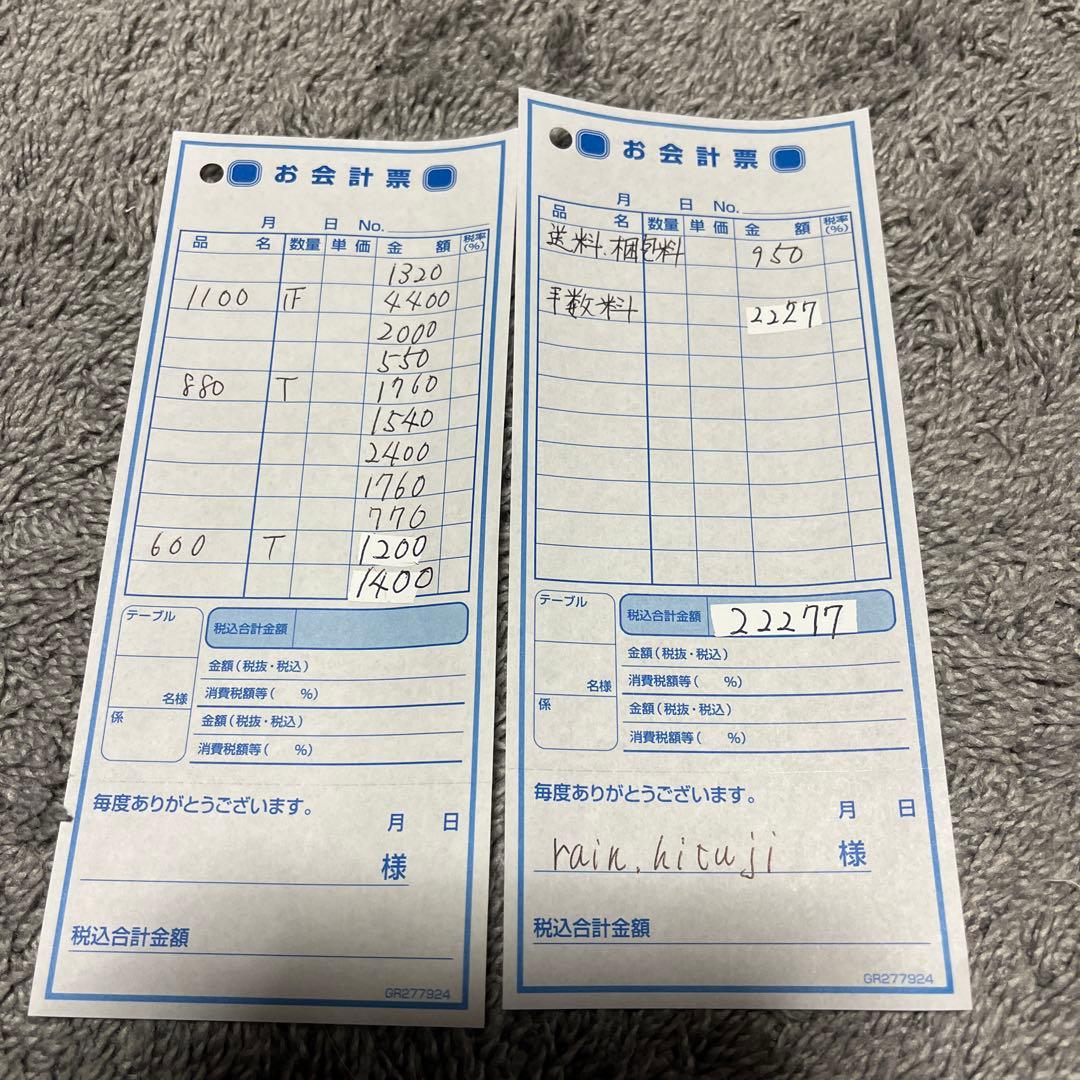 お会計票
月 日 No.
品名 数量 単価 金額 税率(%)
1320
1100 正 4400
2000
550
880 T 1760
1540
2400
1760
770
600 T 1200
1400
テーブル
税込合計金額
金額(税抜・税込)
名様
消費税額等( %)
係
金額(税抜・税込)
消費税額等( %)
毎度ありがとうございます。
月 日
様
税込合計金額
GR277924
お会計票
月 日 No.
品名 数量 単価 金額 税率(%)
送料、梱包料 950
手数料 2227
テーブル
税込合計金額 22277
金額(税抜・税込)
名様
消費税額等( %)
係
金額(税抜・税込)
消費税額等( %)
毎度ありがとうございます。
月 日
rain.hituji 様
税込合計金額
GR277924